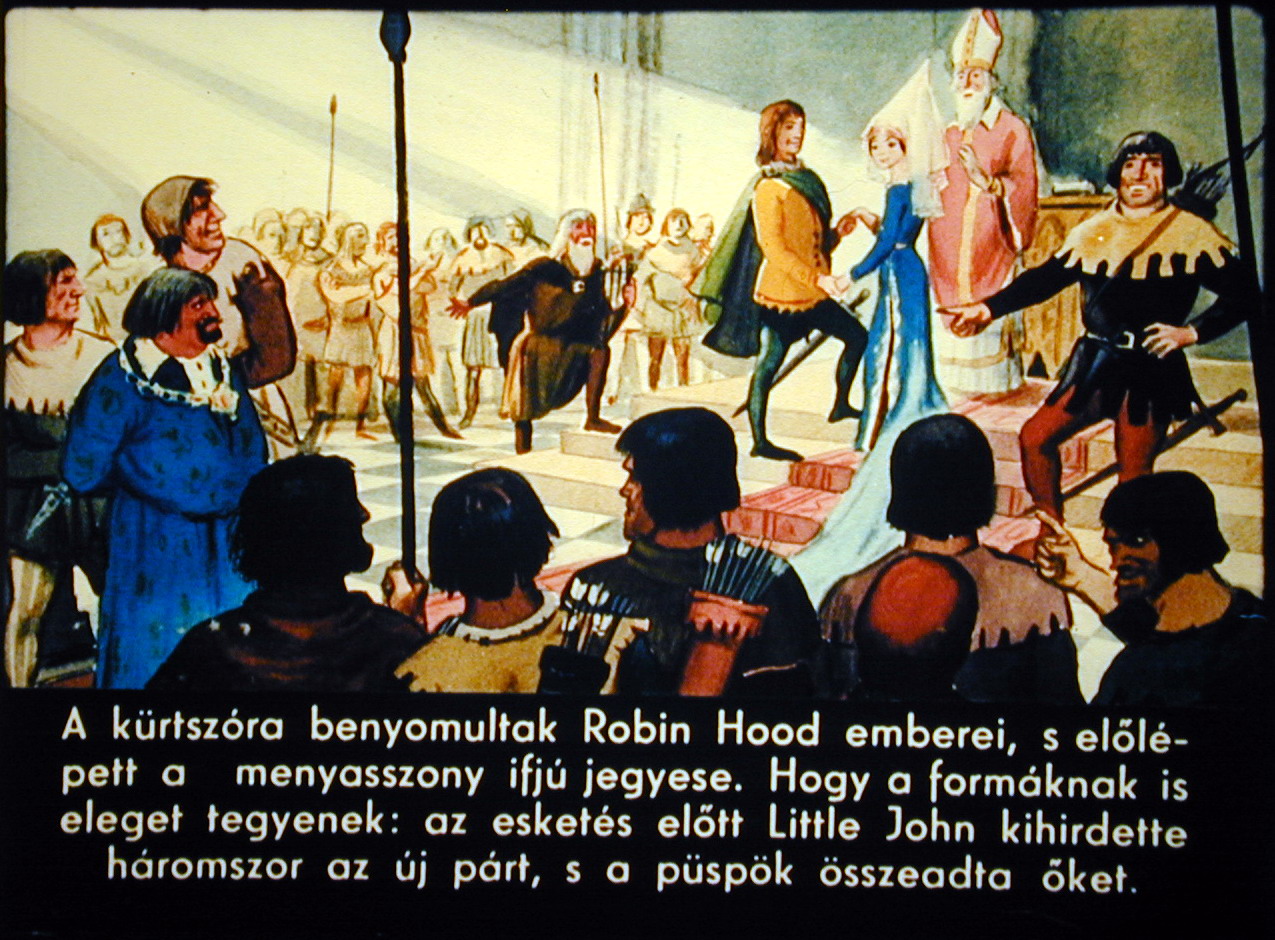 A kürtszóra benyomultak Robin Hood emberei, s előlé-
pett a menyasszony ifjú jegyese. Hogy a formáknak is
eleget tegyenek: az esketés előtt Little John kihirdette
háromszor az új párt, s a püspök összeadta őket.